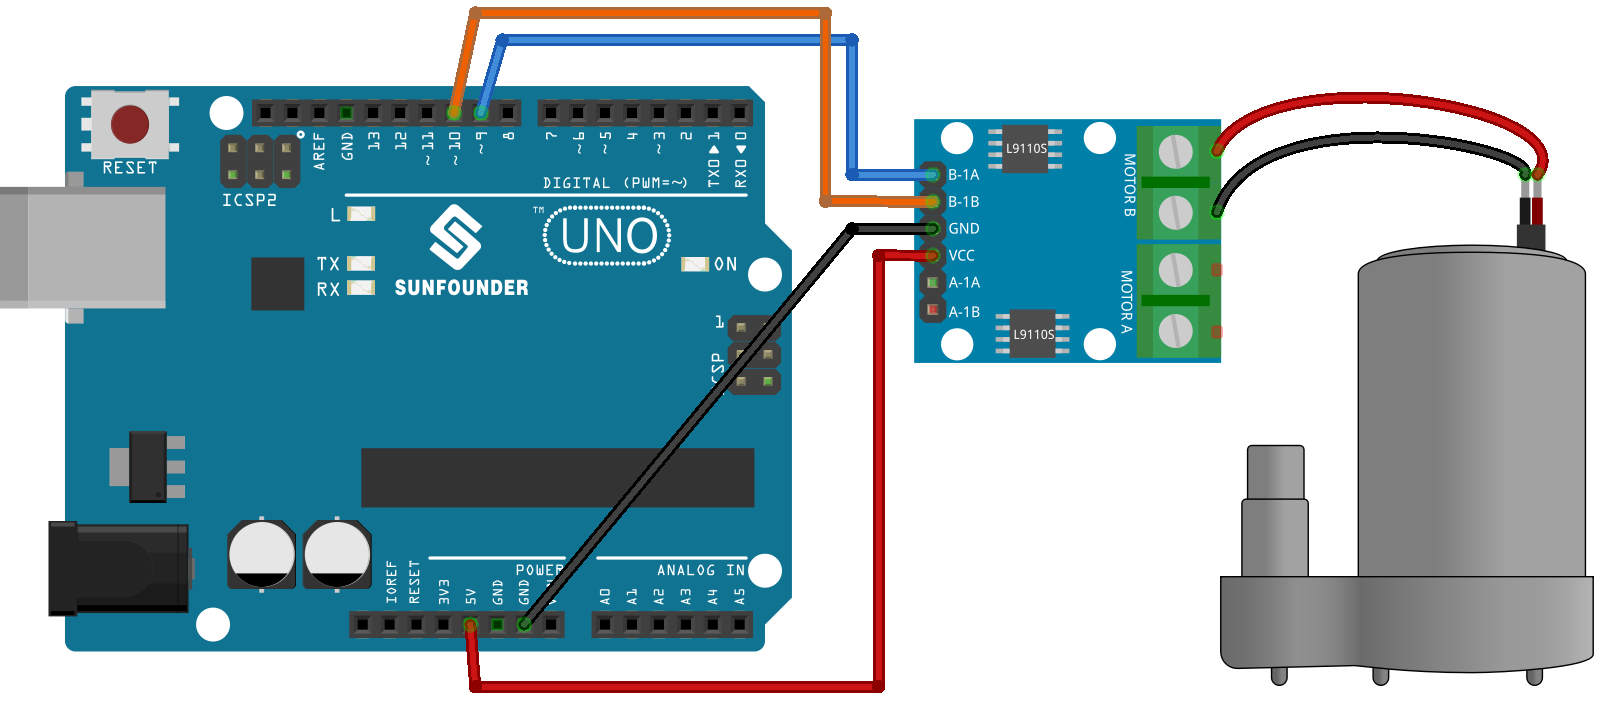 RESET
ICSP2
AREF
GND
13
12
~11
~10
~9
8
7
~6
~5
4
~3
2
TX0▶1
RX0◀0
DIGITAL (PWM=~)
L
TX
RX
SUNFOUNDER
™
UNO
ON
1
POWER
ANALOG IN
IOREF
RESET
3V3
5V
GND
GND
A0
A1
A2
A3
A4
A5
B-1A
B-1B
GND
VCC
A-1A
A-1B
L9110S
L9110S
MOTOR B
MOTOR A